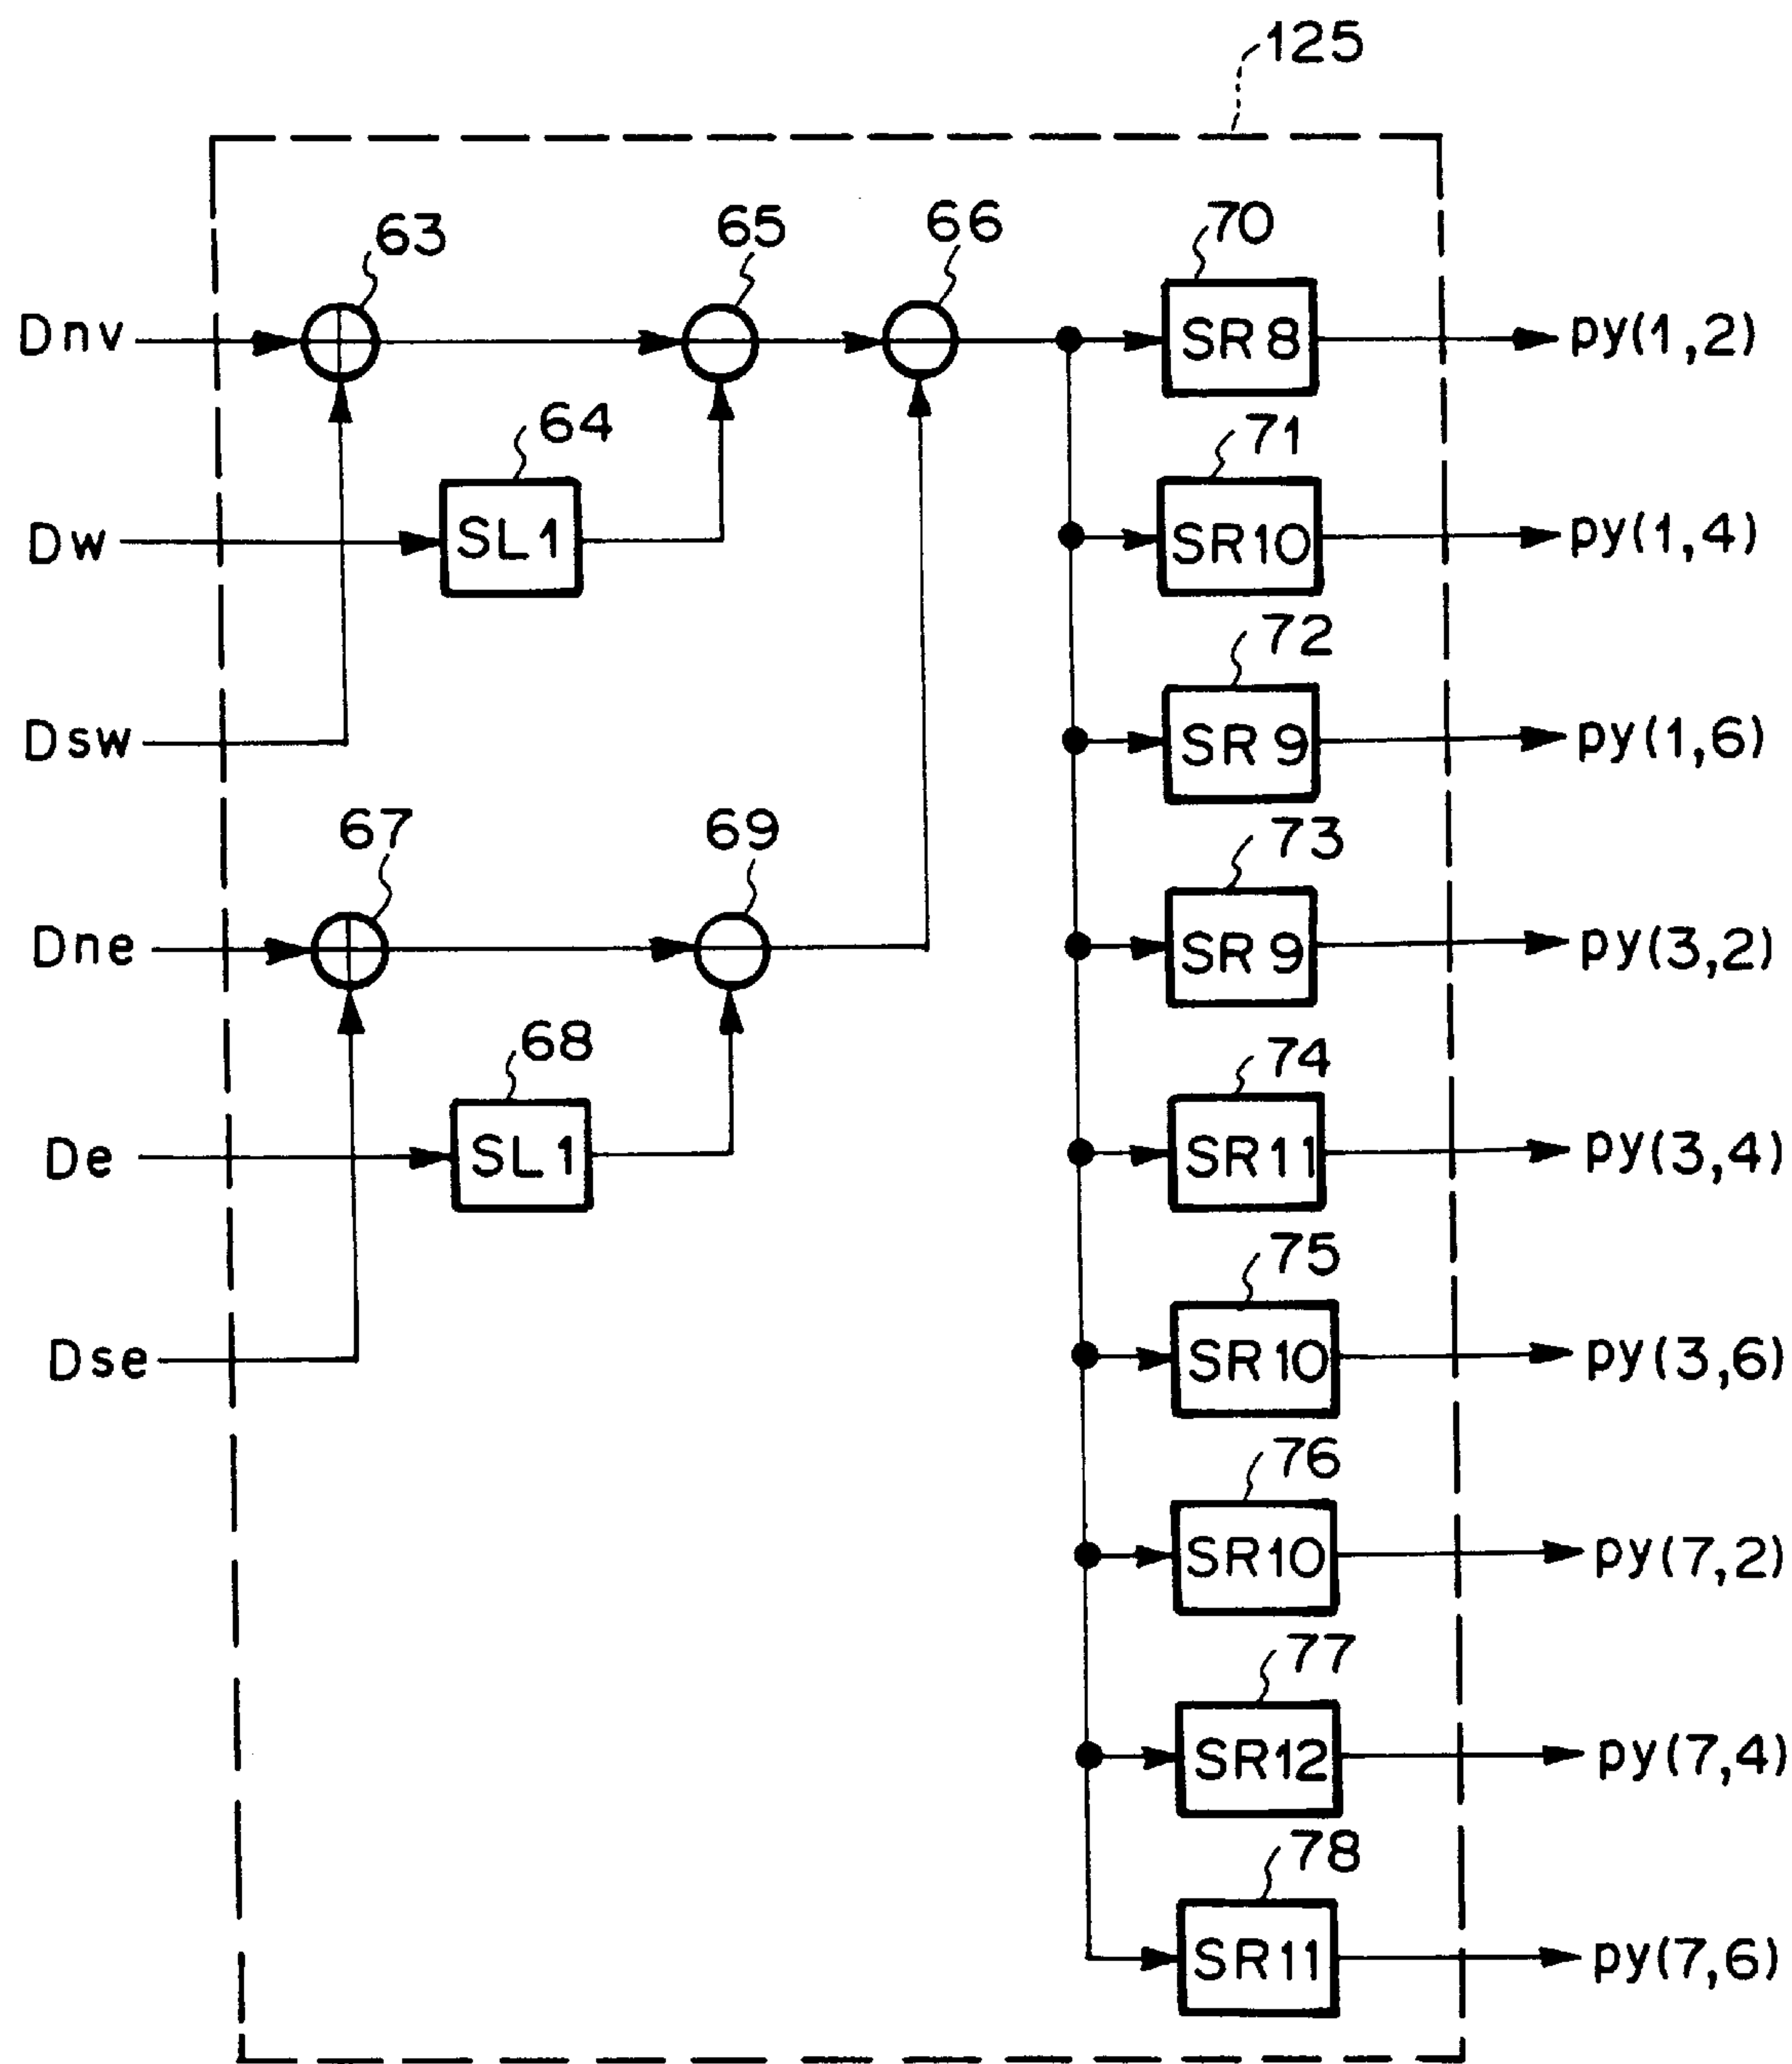 125
63
65
66
70
Dnv
SR8
py(1,2)
64
71
Dw
SL1
SR10
py(1,4)
72
Dsw
SR9
py(1,6)
67
69
73
Dne
SR9
py(3,2)
68
74
De
SL1
SR11
py(3,4)
75
Dse
SR10
py(3,6)
76
SR10
py(7,2)
77
SR12
py(7,4)
78
SR11
py(7,6)